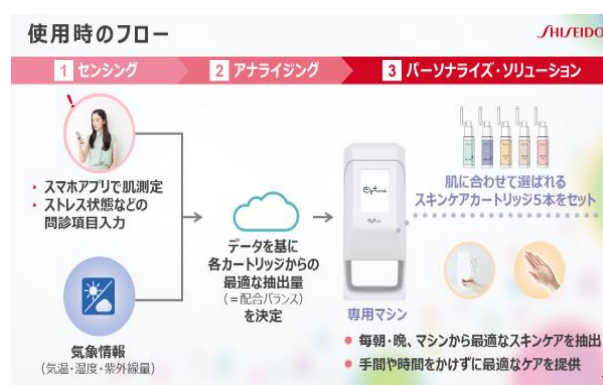 使用時のフロー
SHISEIDO
1 センシング
2 アナライジング
3 パーソナライズ・ソリューション
!
・スマホアプリで肌測定
・ストレス状態などの
問診項目入力
気象情報
(気温・湿度・紫外線量)
データを基に
各カートリッジからの
最適な抽出量
(=配合バランス)
を決定
Optune
専用マシン
肌に合わせて選ばれる
スキンケアカートリッジ5本をセット
● 毎朝・晩、マシンから最適なスキンケアを抽出
● 手間や時間をかけずに最適なケアを提供